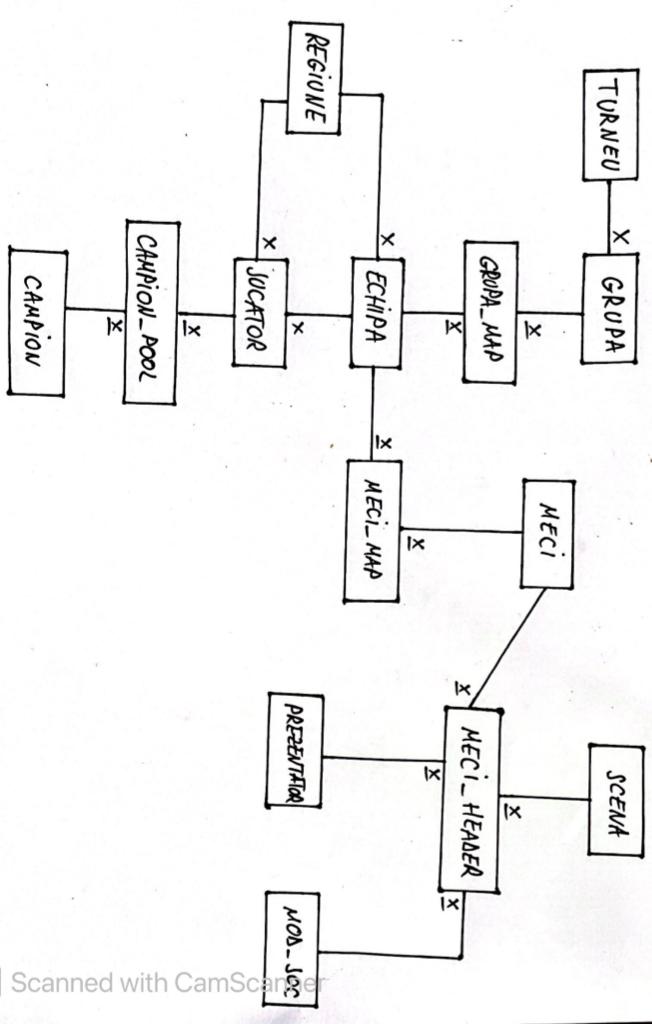 TURNEU
X
GRUPA
SCENA
MECI
X
X
GRUPA_MAP
X
MECI_HEADER
X
X
X
X
X
X
ECHIPA
MECI_MAP
REGIUNE
PREZENTATOR
MOD_JOC
X
X
JUCATOR
X
CAMPION_POOL
X
CAMPION
Scanned with CamScanner